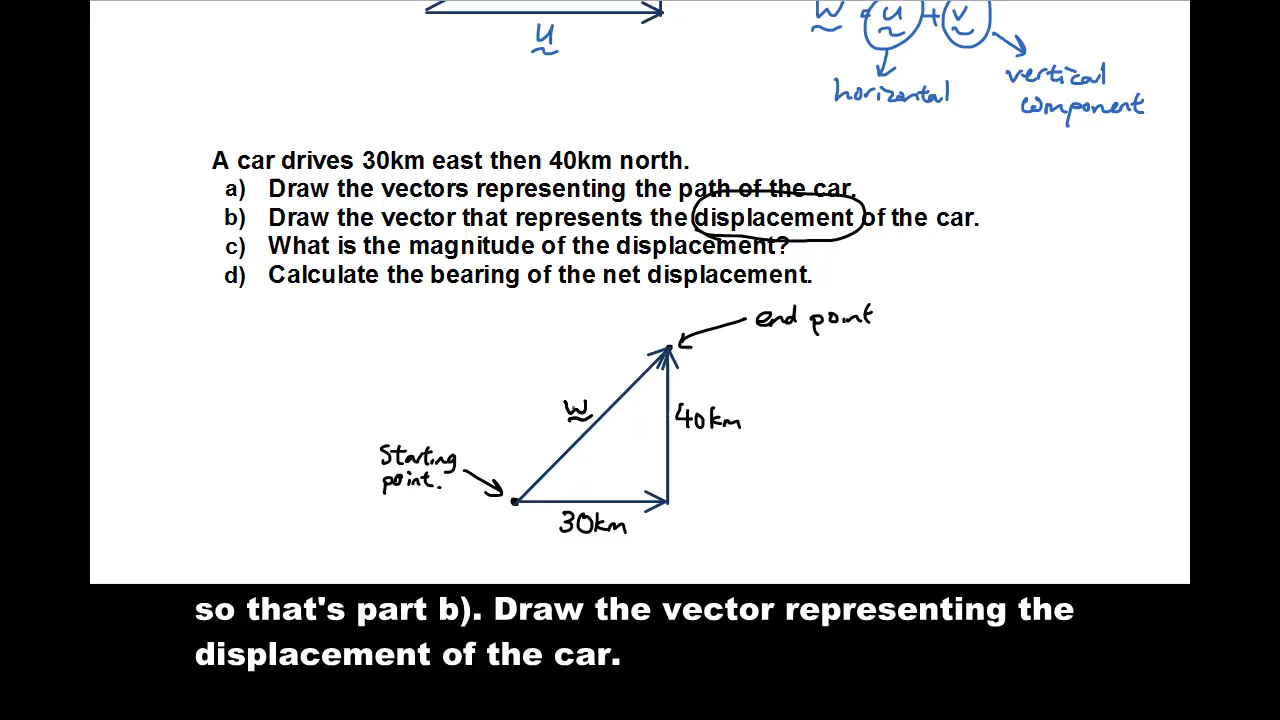 u
w = u + v
horizontal
vertical
component
A car drives 30km east then 40km north.
a) Draw the vectors representing the path of the car.
b) Draw the vector that represents the displacement of the car.
c) What is the magnitude of the displacement?
d) Calculate the bearing of the net displacement.
end point
w
40km
Starting
point.
30km
so that's part b). Draw the vector representing the
displacement of the car.